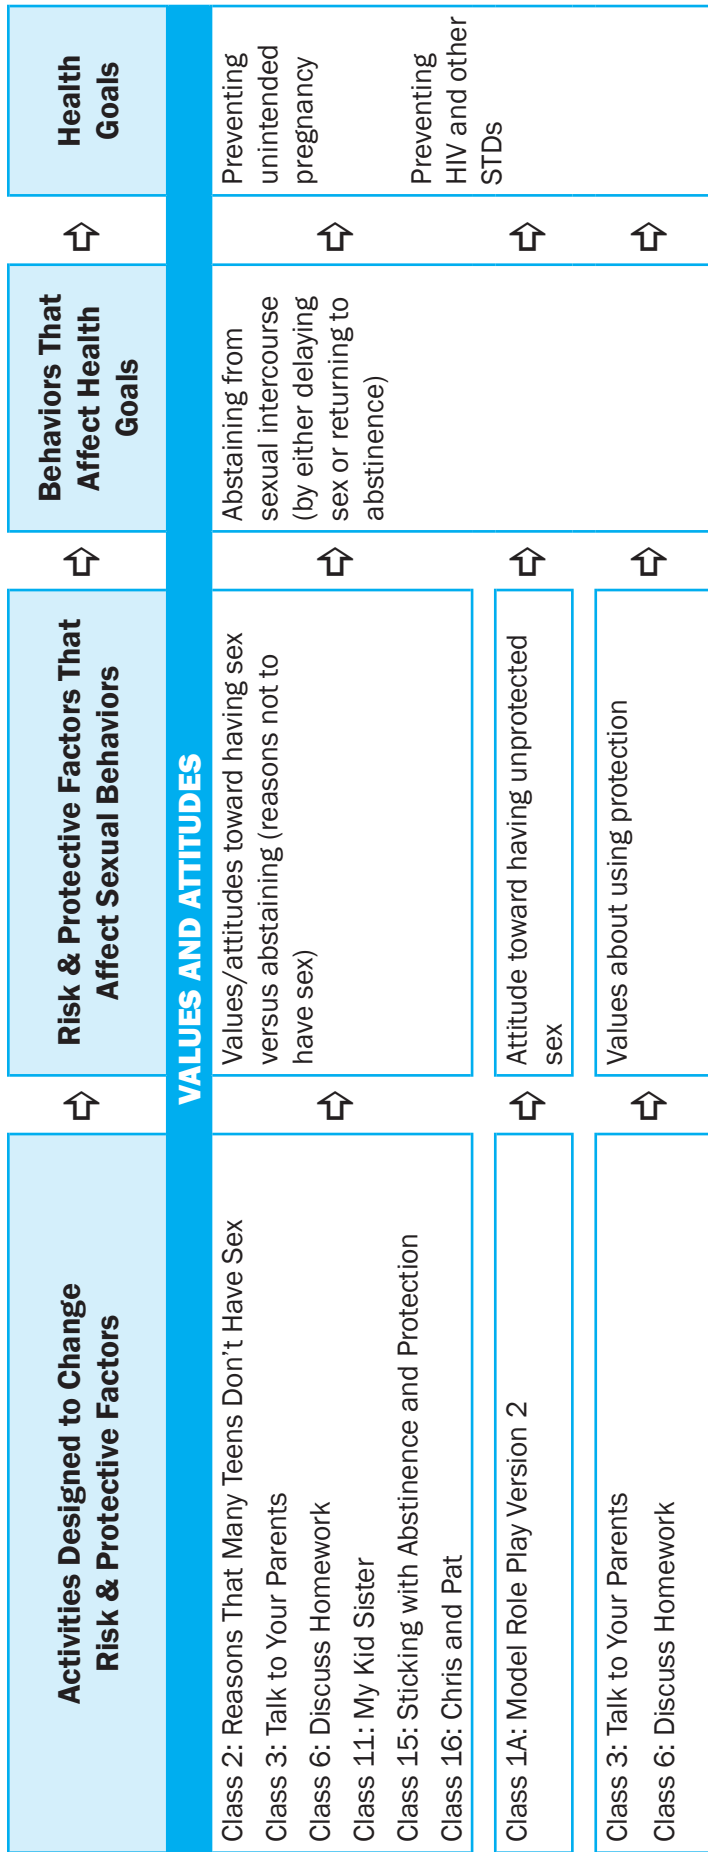 Activities Designed to Change
Risk & Protective Factors
Risk & Protective Factors That
Affect Sexual Behaviors
Behaviors That
Affect Health
Goals
Health
Goals
VALUES AND ATTITUDES
Class 2: Reasons That Many Teens Don't Have Sex
Class 3: Talk to Your Parents
Class 6: Discuss Homework
Class 11: My Kid Sister
Class 15: Sticking with Abstinence and Protection
Class 16: Chris and Pat
Values/attitudes toward having sex
versus abstaining (reasons not to
have sex)
Abstaining from
sexual intercourse
(by either delaying
sex or returning to
abstinence)
Preventing
unintended
pregnancy
Preventing
HIV and other
STDs
Class 1A: Model Role Play Version 2
Attitude toward having unprotected
sex
Class 3: Talk to Your Parents
Class 6: Discuss Homework
Values about using protection